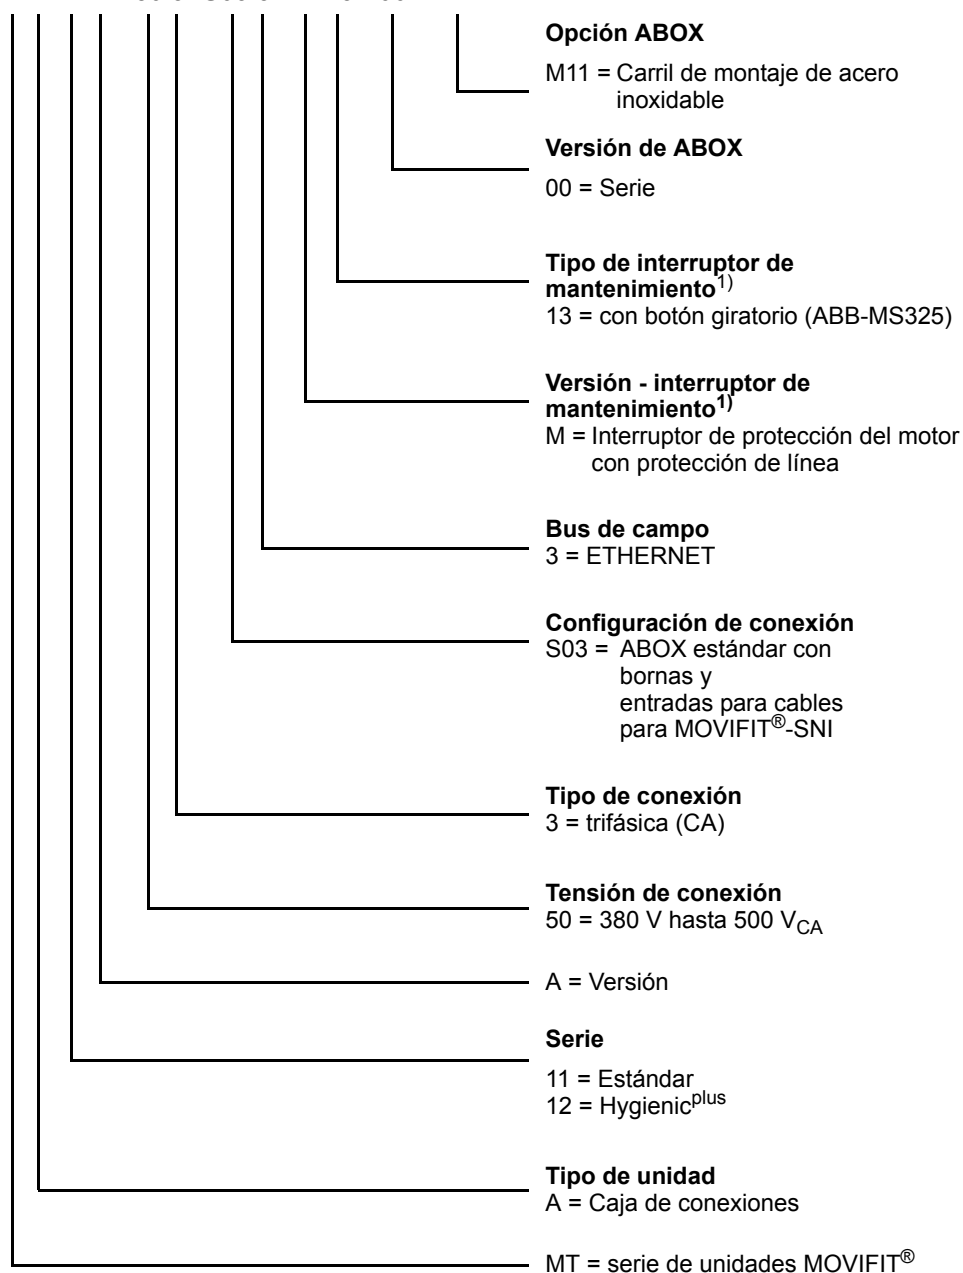 Opción ABOX
M11 = Carril de montaje de acero
inoxidable
Versión de ABOX
00 = Serie
Tipo de interruptor de
mantenimiento1)
13 = con botón giratorio (ABB-MS325)
Versión - interruptor de
mantenimiento1)
M = Interruptor de protección del motor
con protección de línea
Bus de campo
3 = ETHERNET
Configuración de conexión
S03 = ABOX estándar con
bornas y
entradas para cables
para MOVIFIT®-SNI
Tipo de conexión
3 = trifásica (CA)
Tensión de conexión
50 = 380 V hasta 500 VCA
A = Versión
Serie
11 = Estándar
12 = Hygienicplus
Tipo de unidad
A = Caja de conexiones
MT = serie de unidades MOVIFIT®